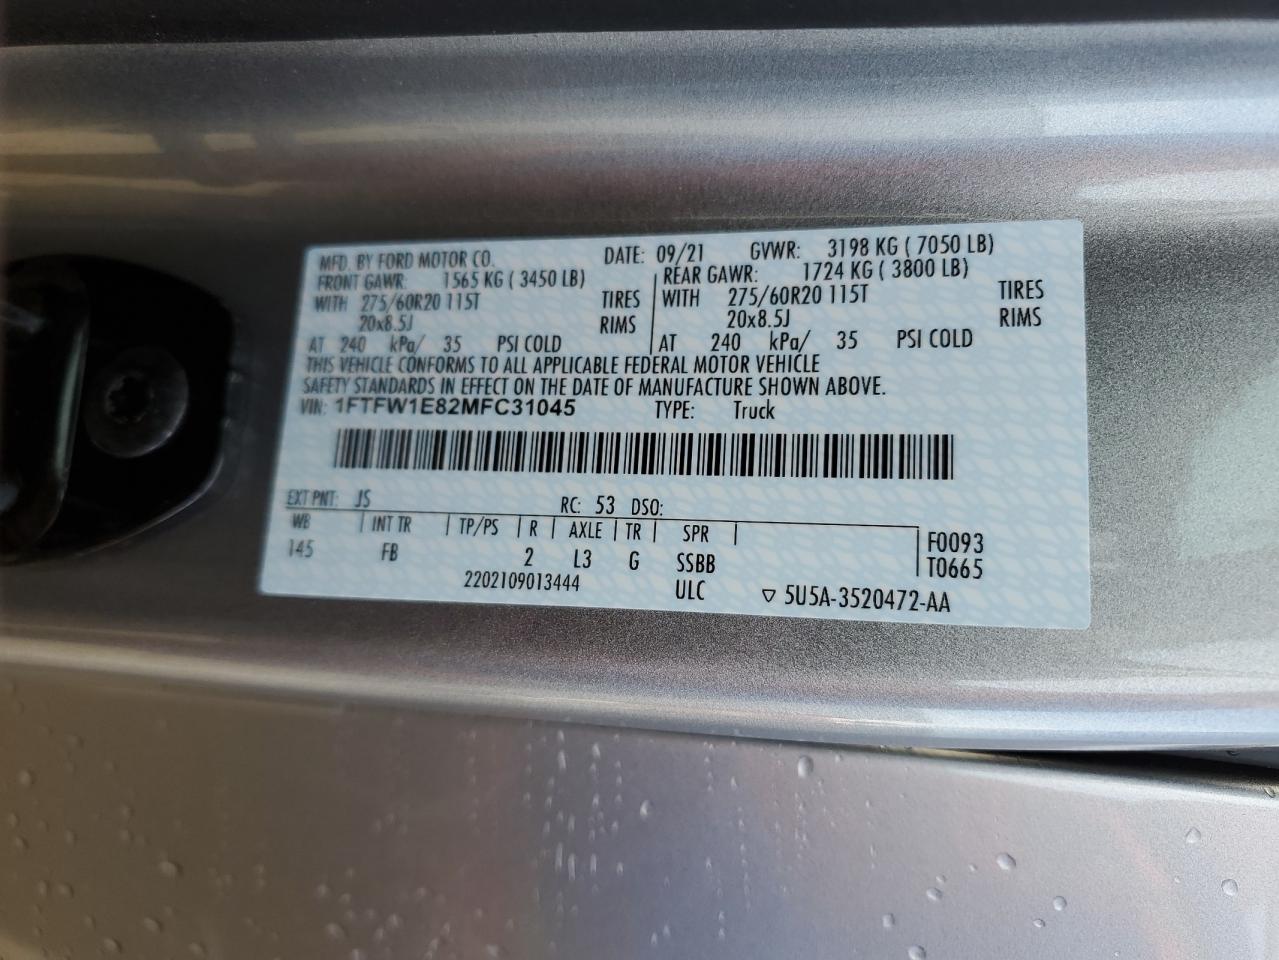 MFD. BY FORD MOTOR CO. DATE: 09/21 GVWR: 3198 KG ( 7050 LB)
FRONT GAWR: 1565 KG ( 3450 LB) REAR GAWR: 1724 KG ( 3800 LB)
WITH 275/60R20 115T TIRES WITH 275/60R20 115T TIRES
20x8.5J RIMS 20x8.5J RIMS
AT 240 kPa/ 35 PSI COLD AT 240 kPa/ 35 PSI COLD
THIS VEHICLE CONFORMS TO ALL APPLICABLE FEDERAL MOTOR VEHICLE
SAFETY STANDARDS IN EFFECT ON THE DATE OF MANUFACTURE SHOWN ABOVE.
VIN: 1FTFW1E82MFC31045 TYPE: Truck
EXT PNT: JS RC: 53 DSO:
WB INT TR TP/PS R AXLE TR SPR F0093
145 FB 2 L3 G SSBB T0665
2202109013444 ULC ▽ 5U5A-3520472-AA